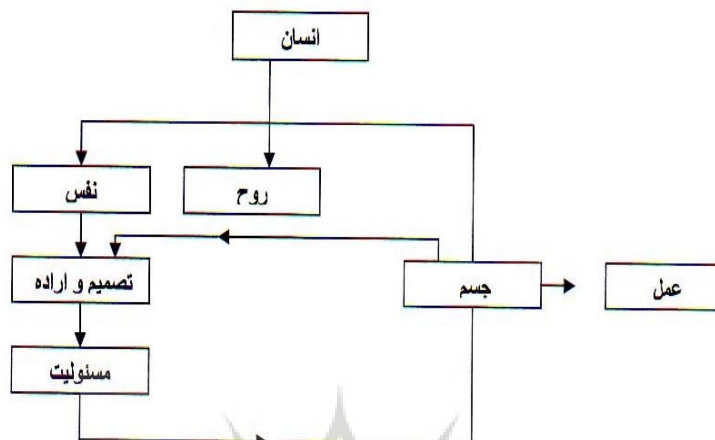 انسان
روح
نفس
تصمیم و اراده
جسم
عمل
مسئولیت